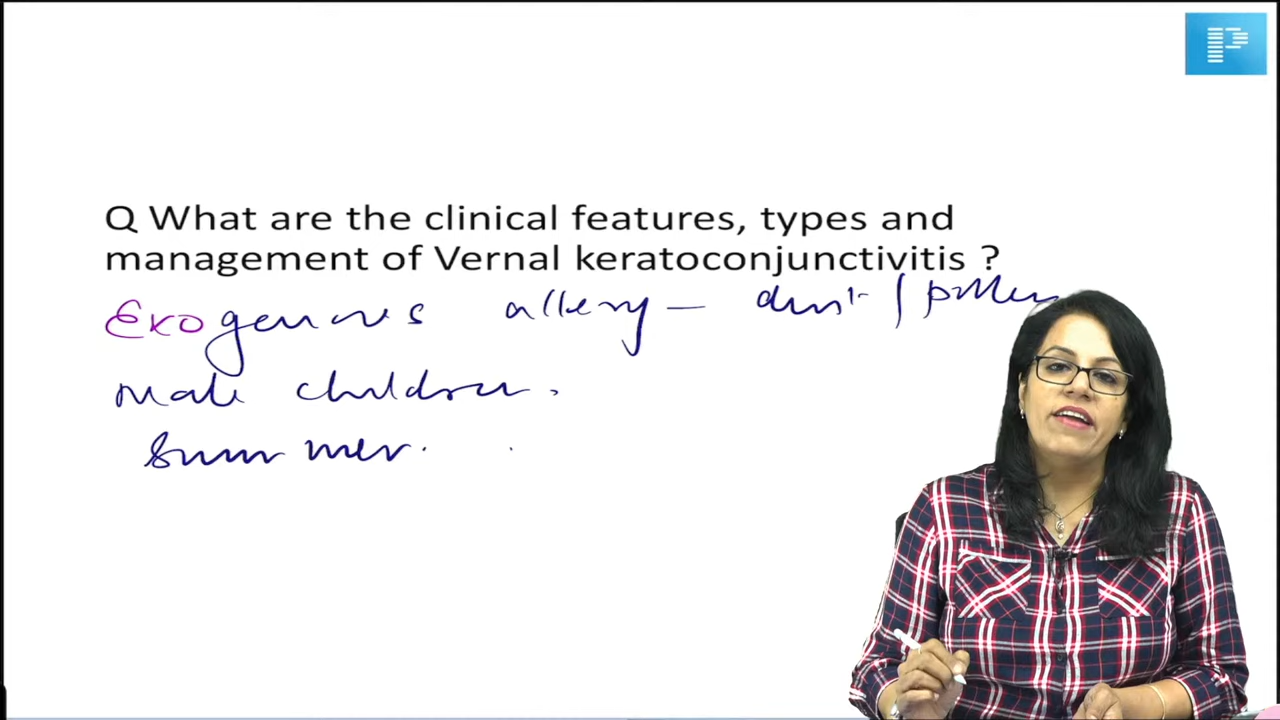 P
Q What are the clinical features, types and
management of Vernal keratoconjunctivitis ?
Exogenous allergy - dust / pollen
Male children.
Summer.